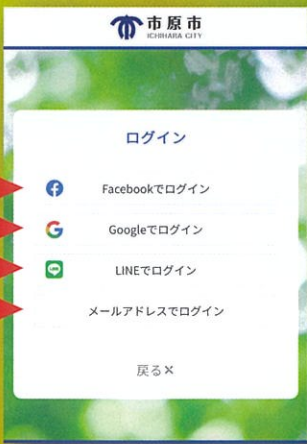 市原市
ICHIHARA CITY
ログイン
Facebookでログイン
Googleでログイン
LINEでログイン
メールアドレスでログイン
戻る×